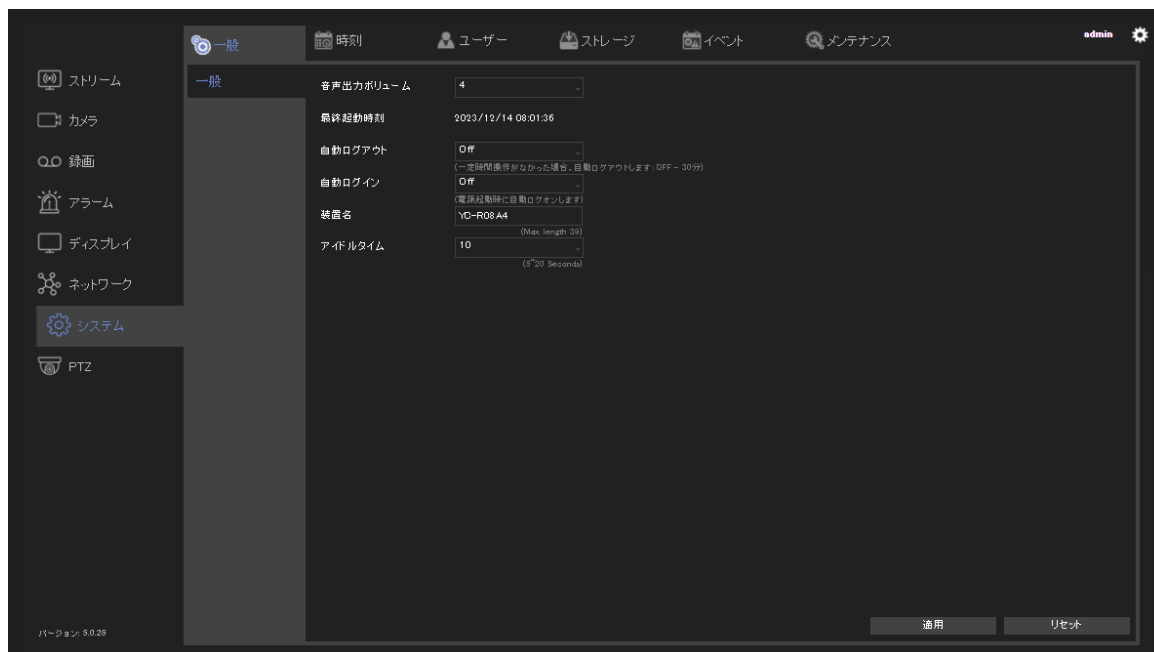 一般
時刻
ユーザー
ストレージ
イベント
メンテナンス
admin
ストリーム
カメラ
録画
アラーム
ディスプレイ
ネットワーク
システム
PTZ
一般
音声出力ボリューム 4
最終起動時刻 2023/12/14 08:01:36
自動ログアウト Off
(一定時間操作がなかった場合、自動ログアウトします:OFF - 30分)
自動ログイン Off
(電源起動時に自動ログオンします)
装置名 YC-R08A4
(Max. length 39)
アイドルタイム 10
(5~20 Seconds)
適用
リセット
バージョン: 5.0.26